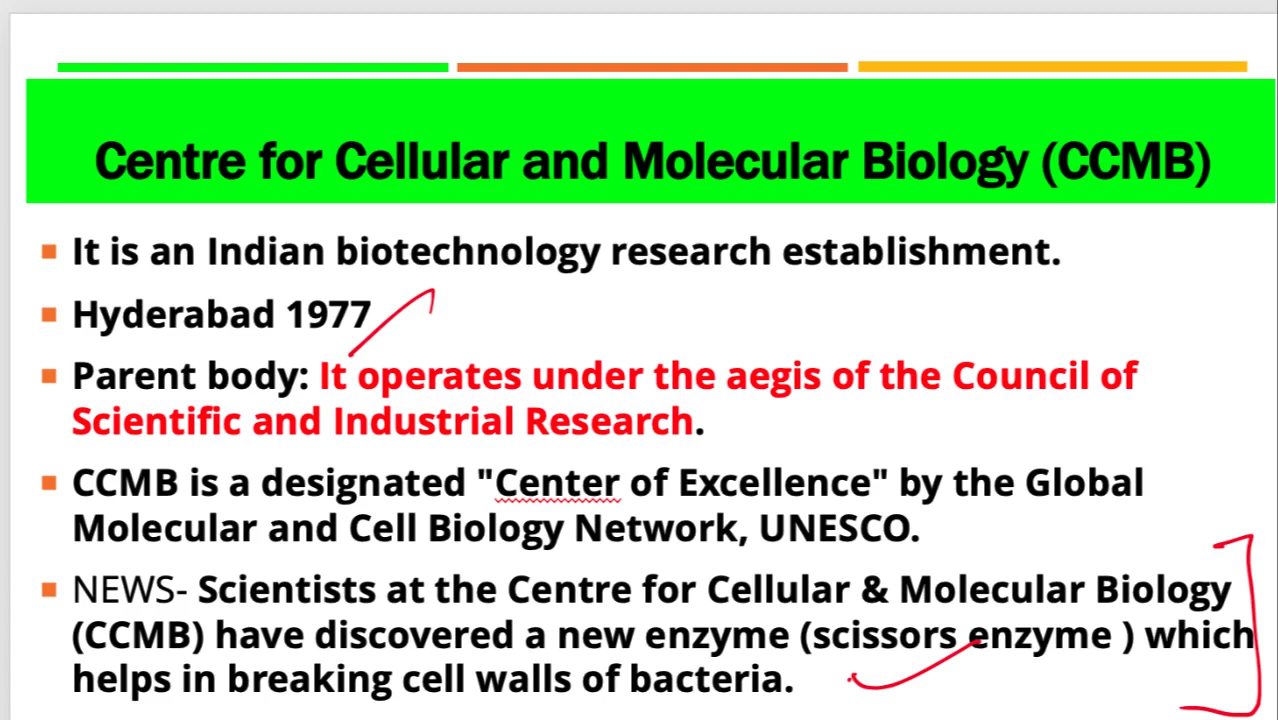 Centre for Cellular and Molecular Biology (CCMB)
It is an Indian biotechnology research establishment.
Hyderabad 1977
Parent body: It operates under the aegis of the Council of
Scientific and Industrial Research.
CCMB is a designated "Center of Excellence" by the Global
Molecular and Cell Biology Network, UNESCO.
NEWS- Scientists at the Centre for Cellular & Molecular Biology
(CCMB) have discovered a new enzyme (scissors enzyme ) which
helps in breaking cell walls of bacteria.